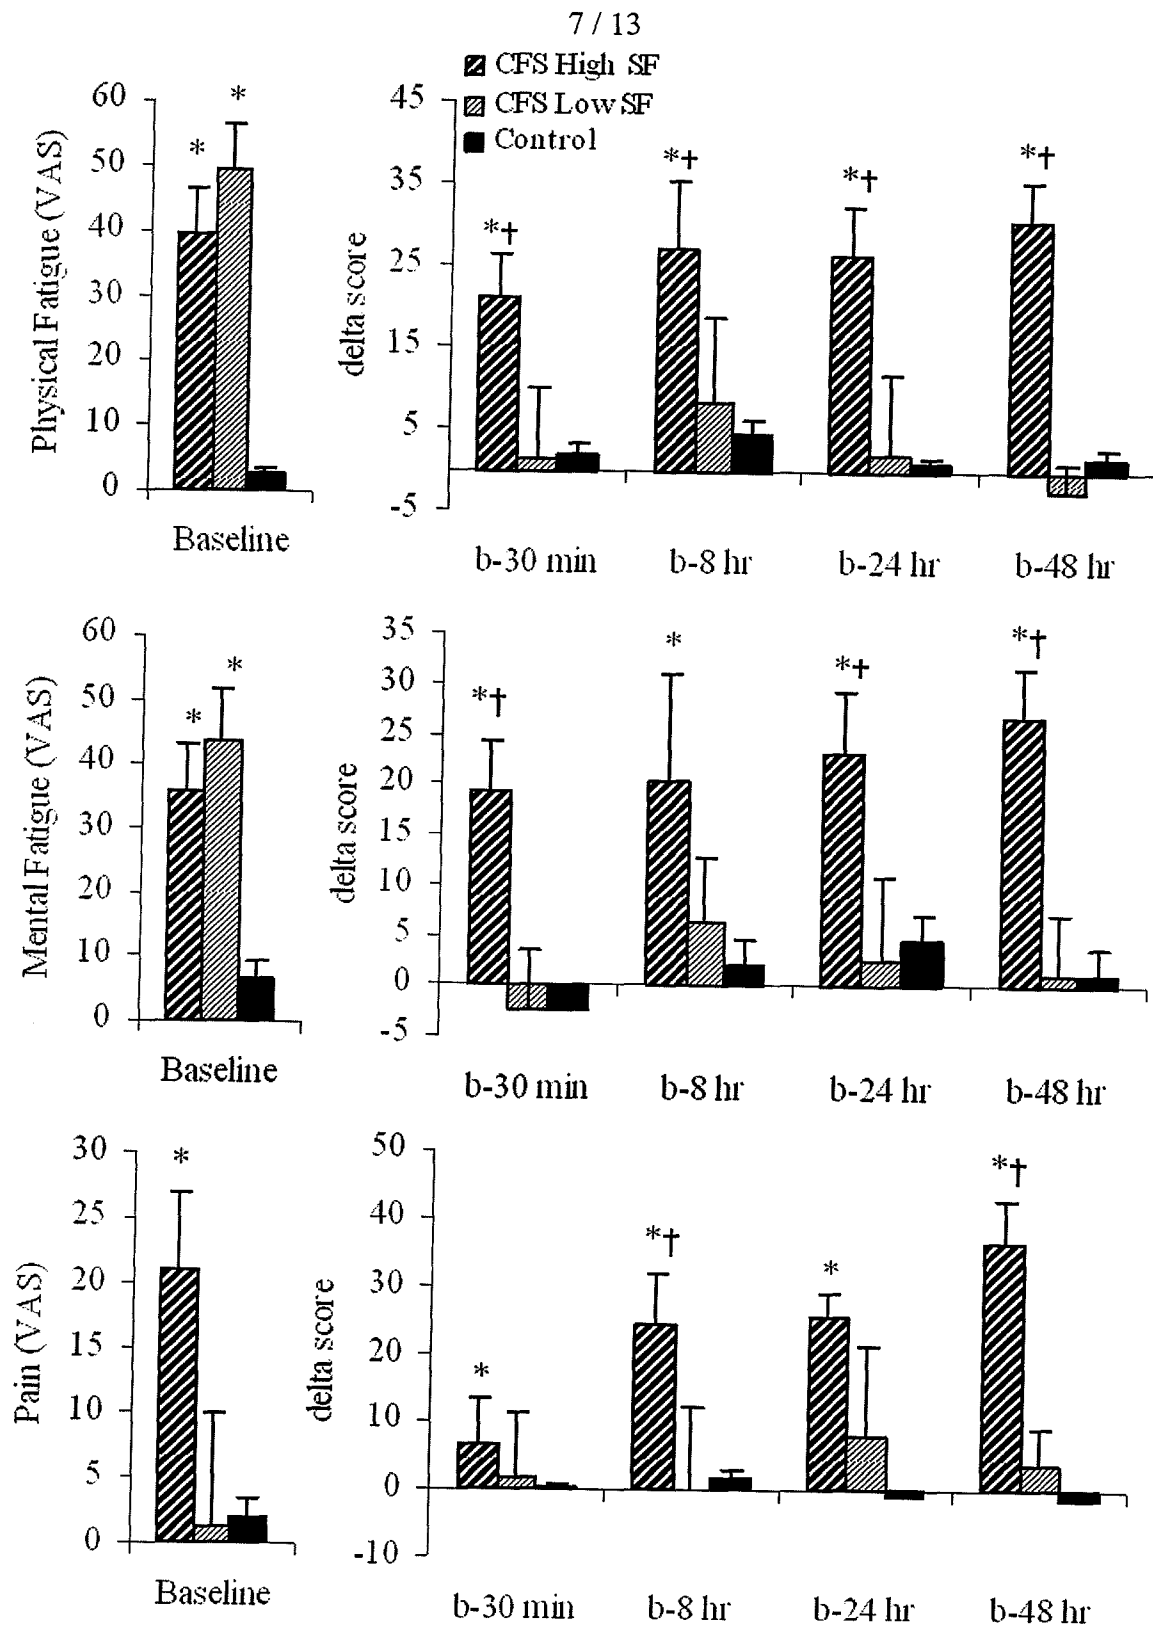 7 / 13
CFS High SF
CFS Low SF
Control
Physical Fatigue (VAS)
60
50
40
30
20
10
0
* *
Baseline
delta score
45
35
25
15
5
-5
*† *† *† *†
b-30 min b-8 hr b-24 hr b-48 hr
Mental Fatigue (VAS)
60
50
40
30
20
10
0
* *
Baseline
delta score
35
30
25
20
15
10
5
0
-5
*† * *† *†
b-30 min b-8 hr b-24 hr b-48 hr
Pain (VAS)
30
25
20
15
10
5
0
*
Baseline
delta score
50
40
30
20
10
0
-10
* *† * *†
b-30 min b-8 hr b-24 hr b-48 hr